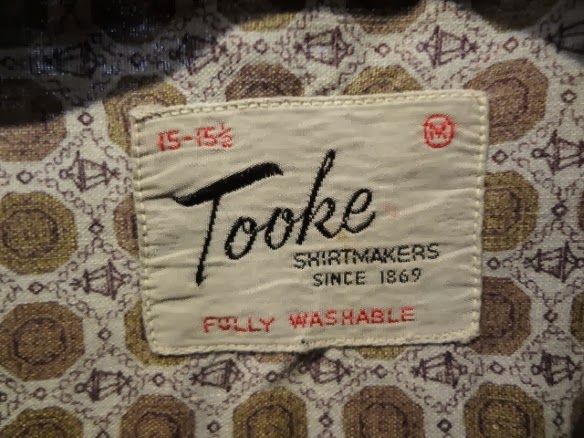 15-15½ M
Tooke
SHIRTMAKERS
SINCE 1869
FULLY WASHABLE